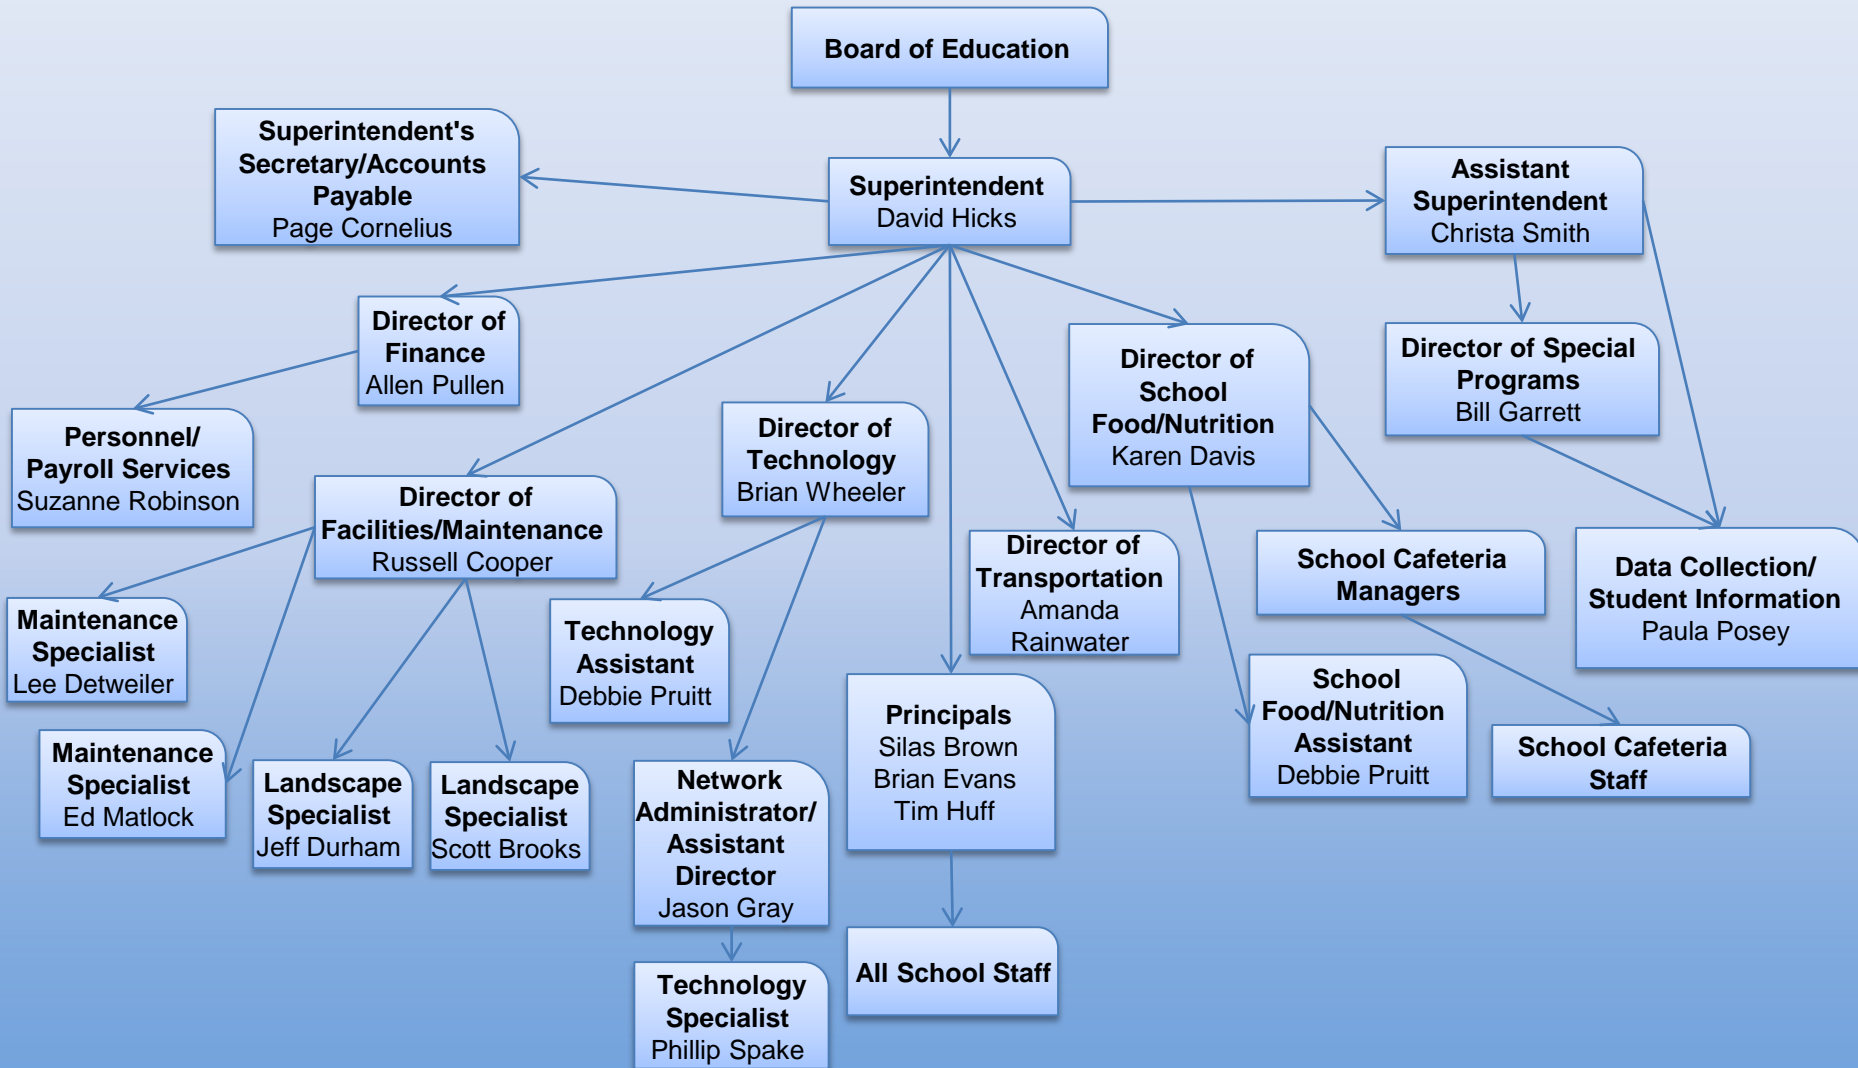 Board of Education
Superintendent's
Secretary/Accounts
Payable
Page Cornelius
Superintendent
David Hicks
Assistant
Superintendent
Christa Smith
Director of
Finance
Allen Pullen
Director of
School
Food/Nutrition
Karen Davis
Director of Special
Programs
Bill Garrett
Personnel/
Payroll Services
Suzanne Robinson
Director of
Technology
Brian Wheeler
Director of
Facilities/Maintenance
Russell Cooper
Director of
Transportation
Amanda
Rainwater
School Cafeteria
Managers
Data Collection/
Student Information
Paula Posey
Maintenance
Specialist
Lee Detweiler
Technology
Assistant
Debbie Pruitt
Principals
Silas Brown
Brian Evans
Tim Huff
School
Food/Nutrition
Assistant
Debbie Pruitt
School Cafeteria
Staff
Maintenance
Specialist
Ed Matlock
Landscape
Specialist
Jeff Durham
Landscape
Specialist
Scott Brooks
Network
Administrator/
Assistant
Director
Jason Gray
All School Staff
Technology
Specialist
Phillip Spake